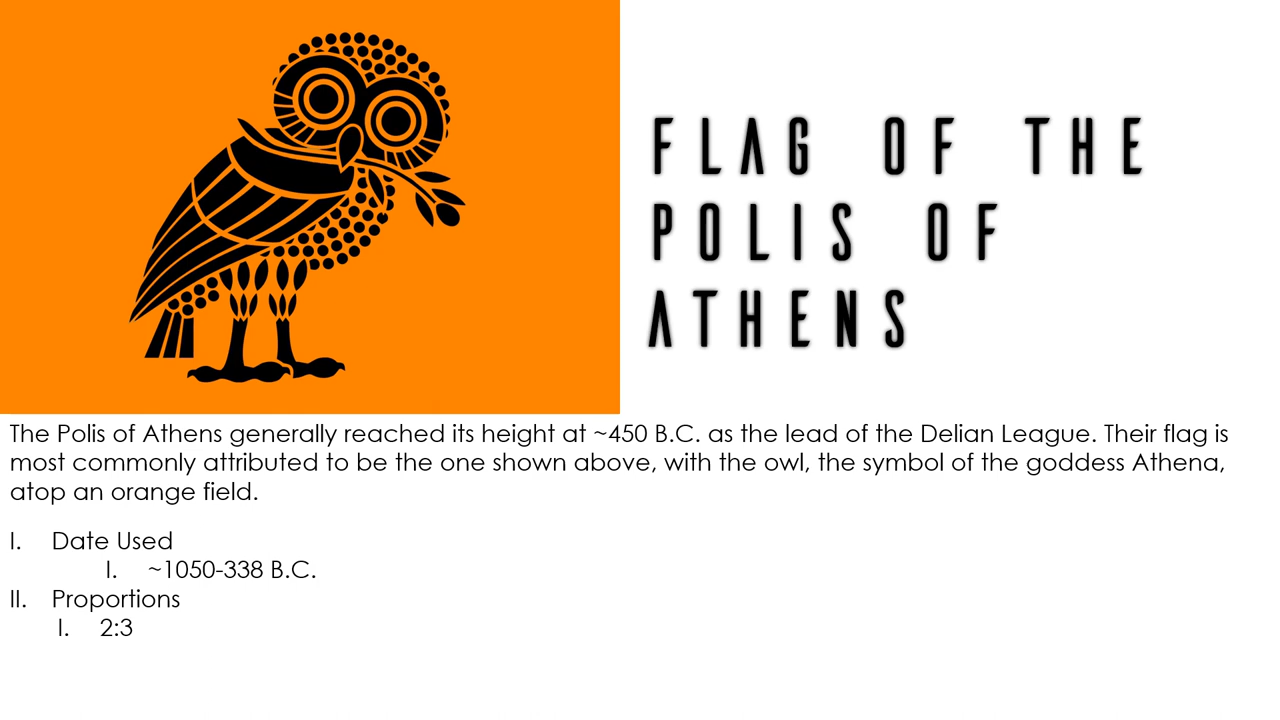 FLAG OF THE
POLIS OF
ATHENS
The Polis of Athens generally reached its height at ~450 B.C. as the lead of the Delian League. Their flag is
most commonly attributed to be the one shown above, with the owl, the symbol of the goddess Athena,
atop an orange field.
I. Date Used
I. ~1050-338 B.C.
II. Proportions
I. 2:3